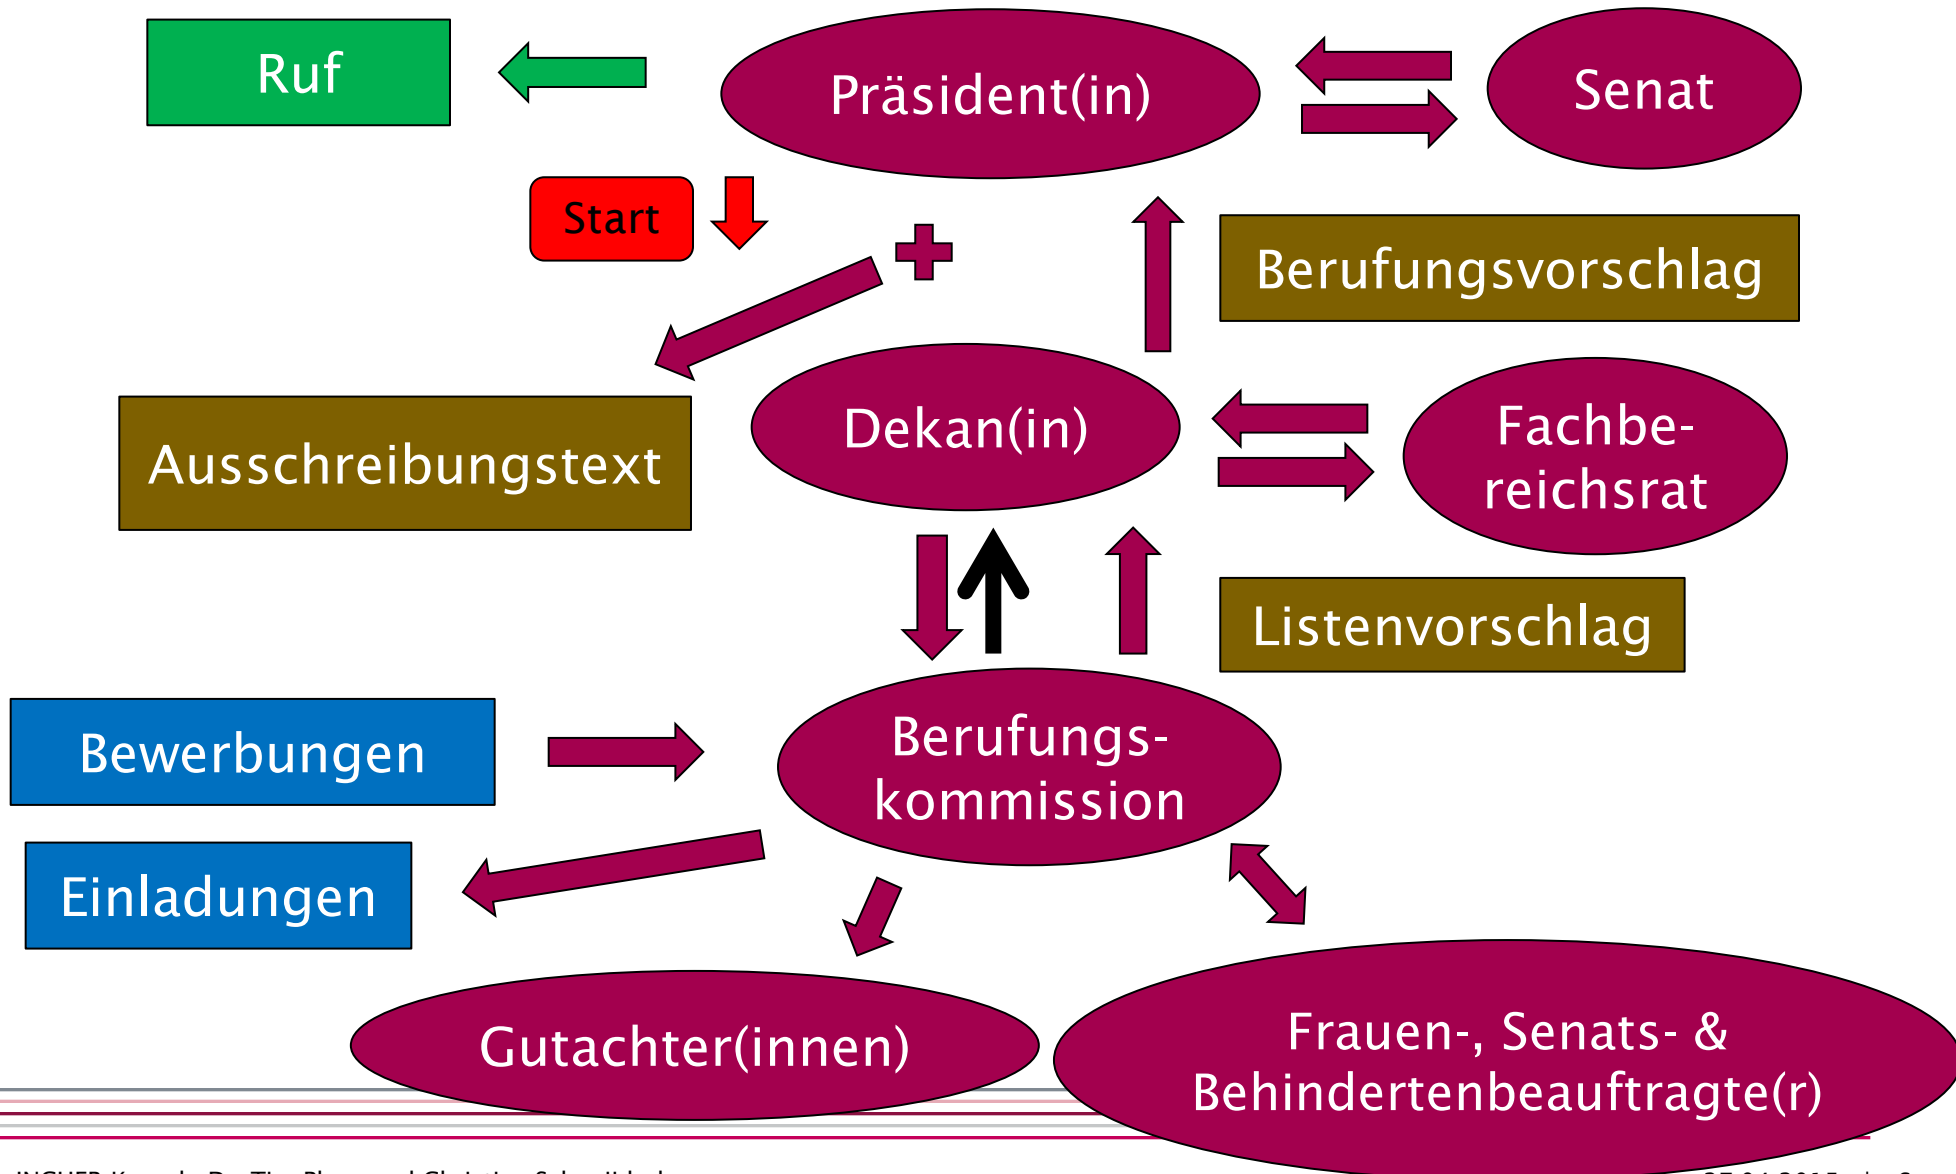 Ruf
Präsident(in)
Senat
Start
Berufungsvorschlag
Ausschreibungstext
Dekan(in)
Fachbe-
reichsrat
Listenvorschlag
Bewerbungen
Berufungs-
kommission
Einladungen
Gutachter(innen)
Frauen-, Senats- &
Behindertenbeauftragte(r)